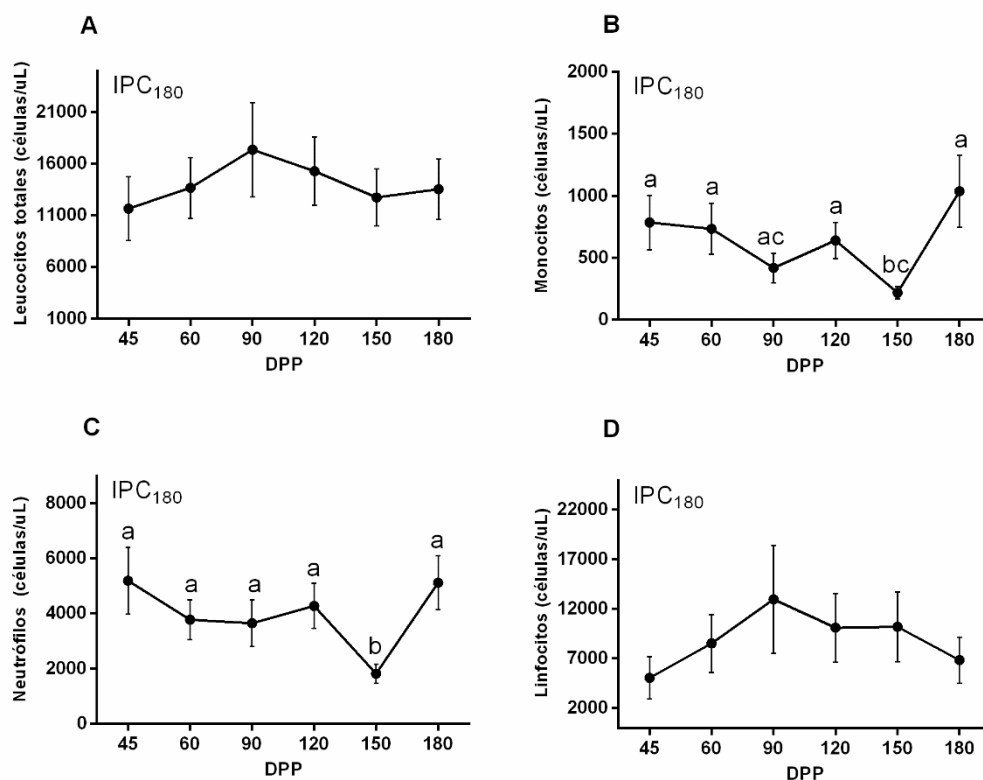 A
IPC180
Leucocitos totales (células/uL)
21000
16000
11000
6000
1000
45 60 90 120 150 180
DPP
B
IPC180
Monocitos (células/uL)
2000
1500
1000
500
0
a a ac a bc a
45 60 90 120 150 180
DPP
C
IPC180
Neutrófilos (células/uL)
8000
6000
4000
2000
0
a a a a b a
45 60 90 120 150 180
DPP
D
IPC180
Linfocitos (células/uL)
22000
17000
12000
7000
2000
45 60 90 120 150 180
DPP